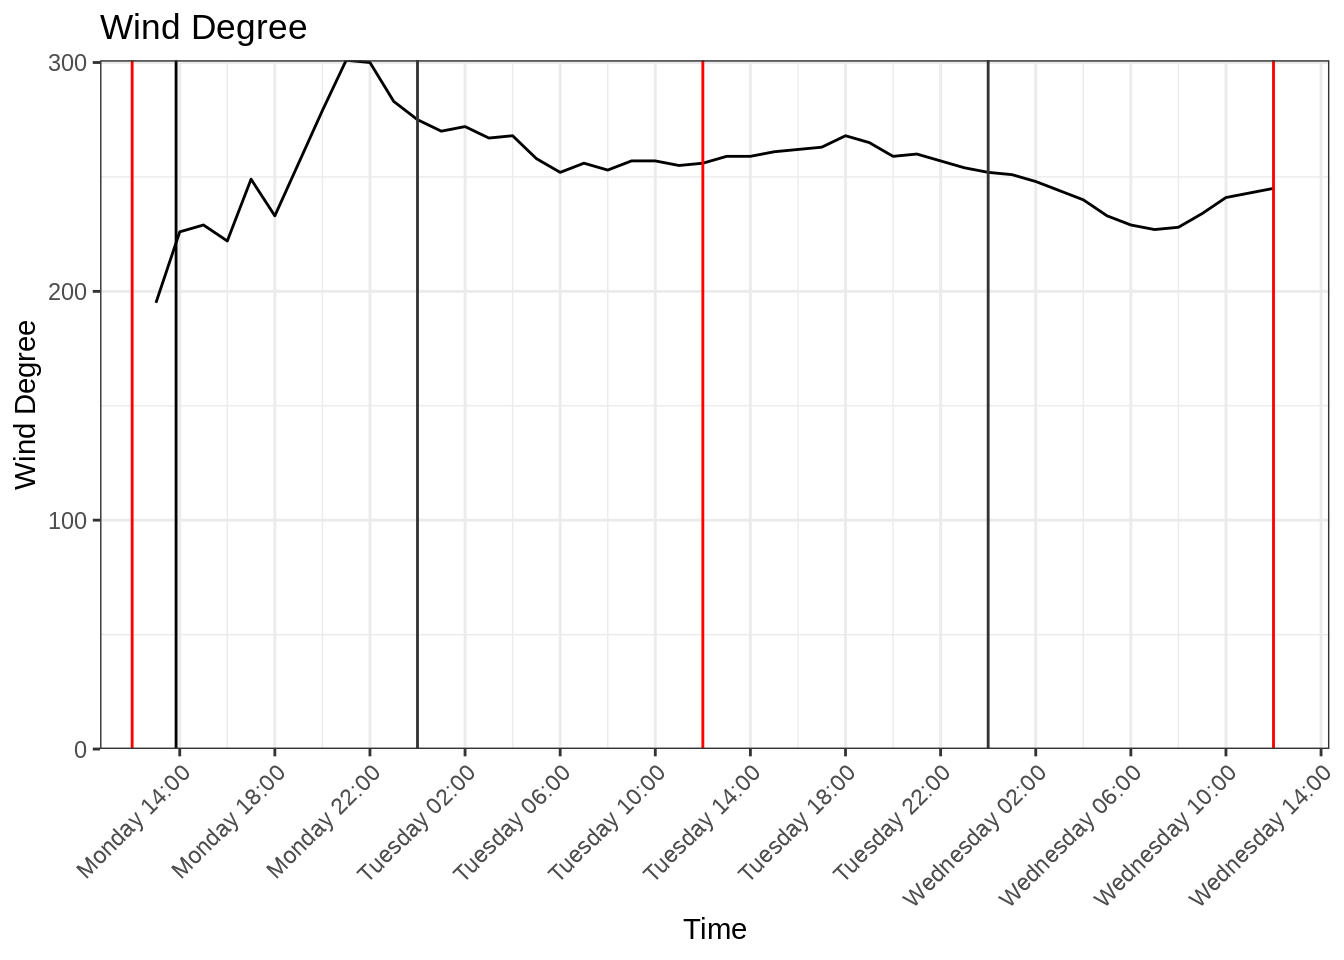 Wind Degree
Wind Degree
300
200
100
0
Monday 14:00
Monday 18:00
Monday 22:00
Tuesday 02:00
Tuesday 06:00
Tuesday 10:00
Tuesday 14:00
Tuesday 18:00
Tuesday 22:00
Wednesday 02:00
Wednesday 06:00
Wednesday 10:00
Wednesday 14:00
Time